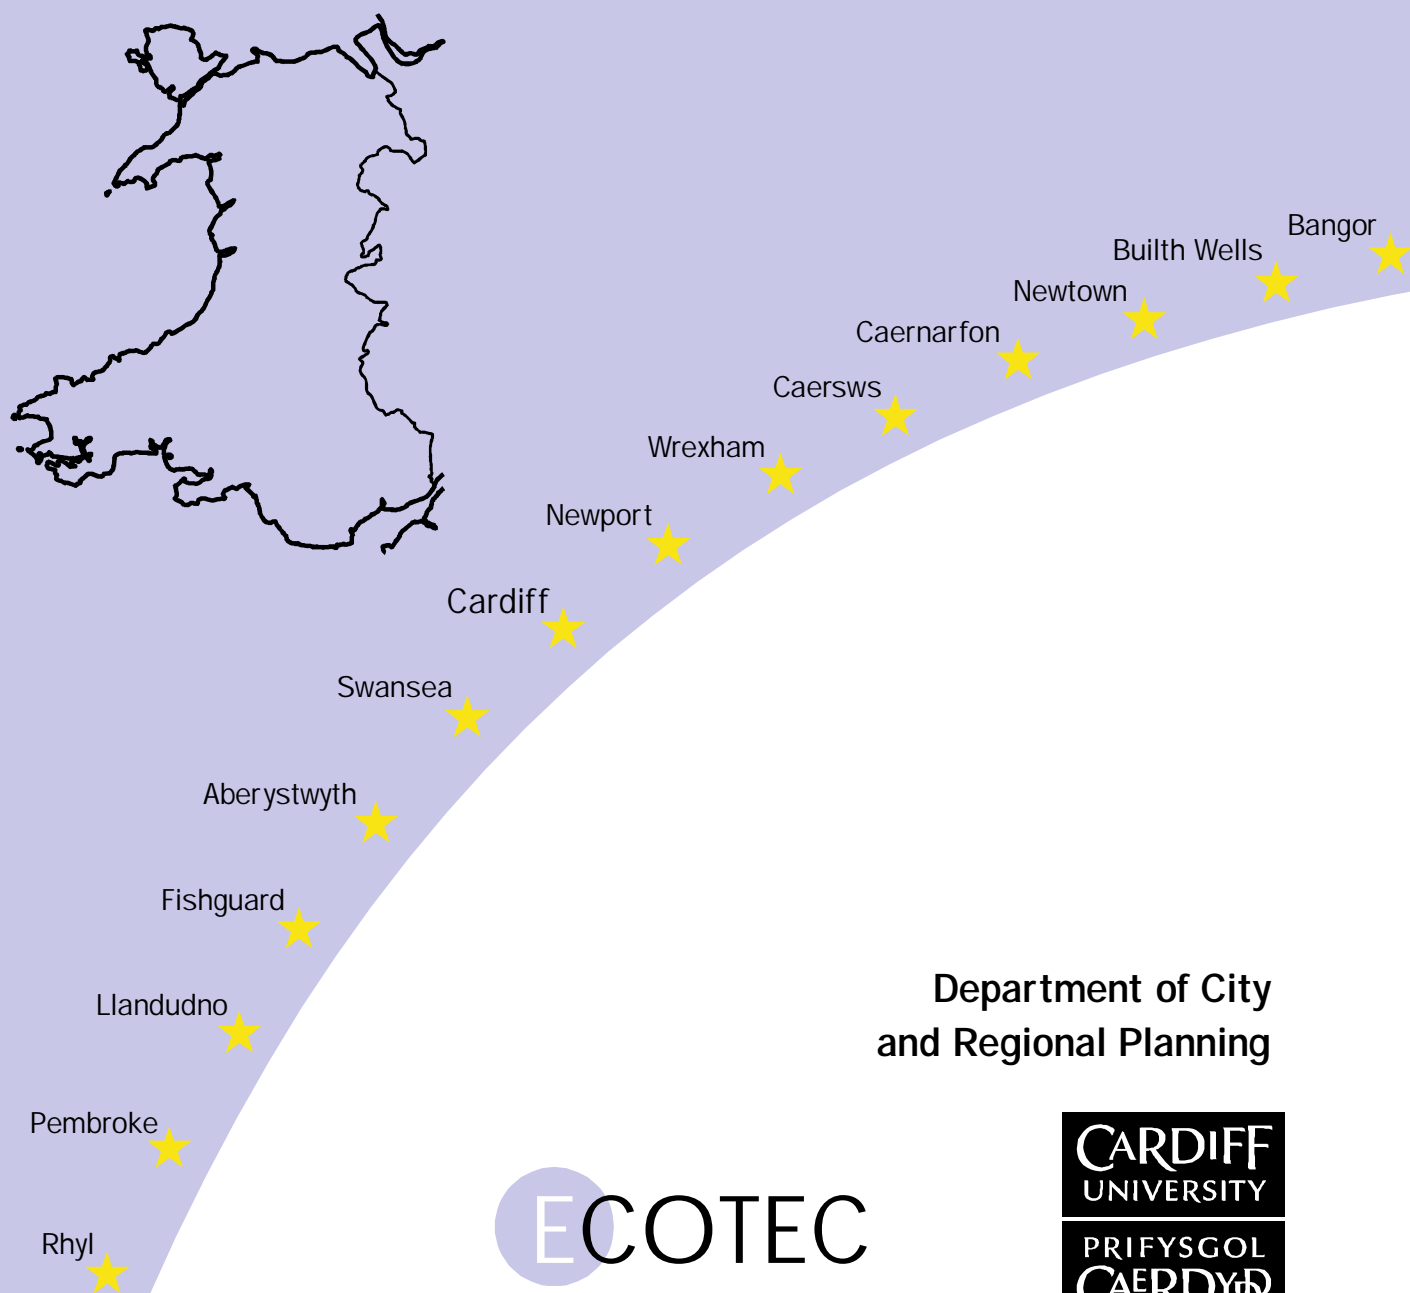 Bangor
Builth Wells
Newtown
Caernarfon
Caersws
Wrexham
Newport
Cardiff
Swansea
Aberystwyth
Fishguard
Llandudno
Pembroke
Rhyl
Department of City
and Regional Planning
ECOTEC
CARDIFF
UNIVERSITY
PRIFYSGOL
CAERDYDD